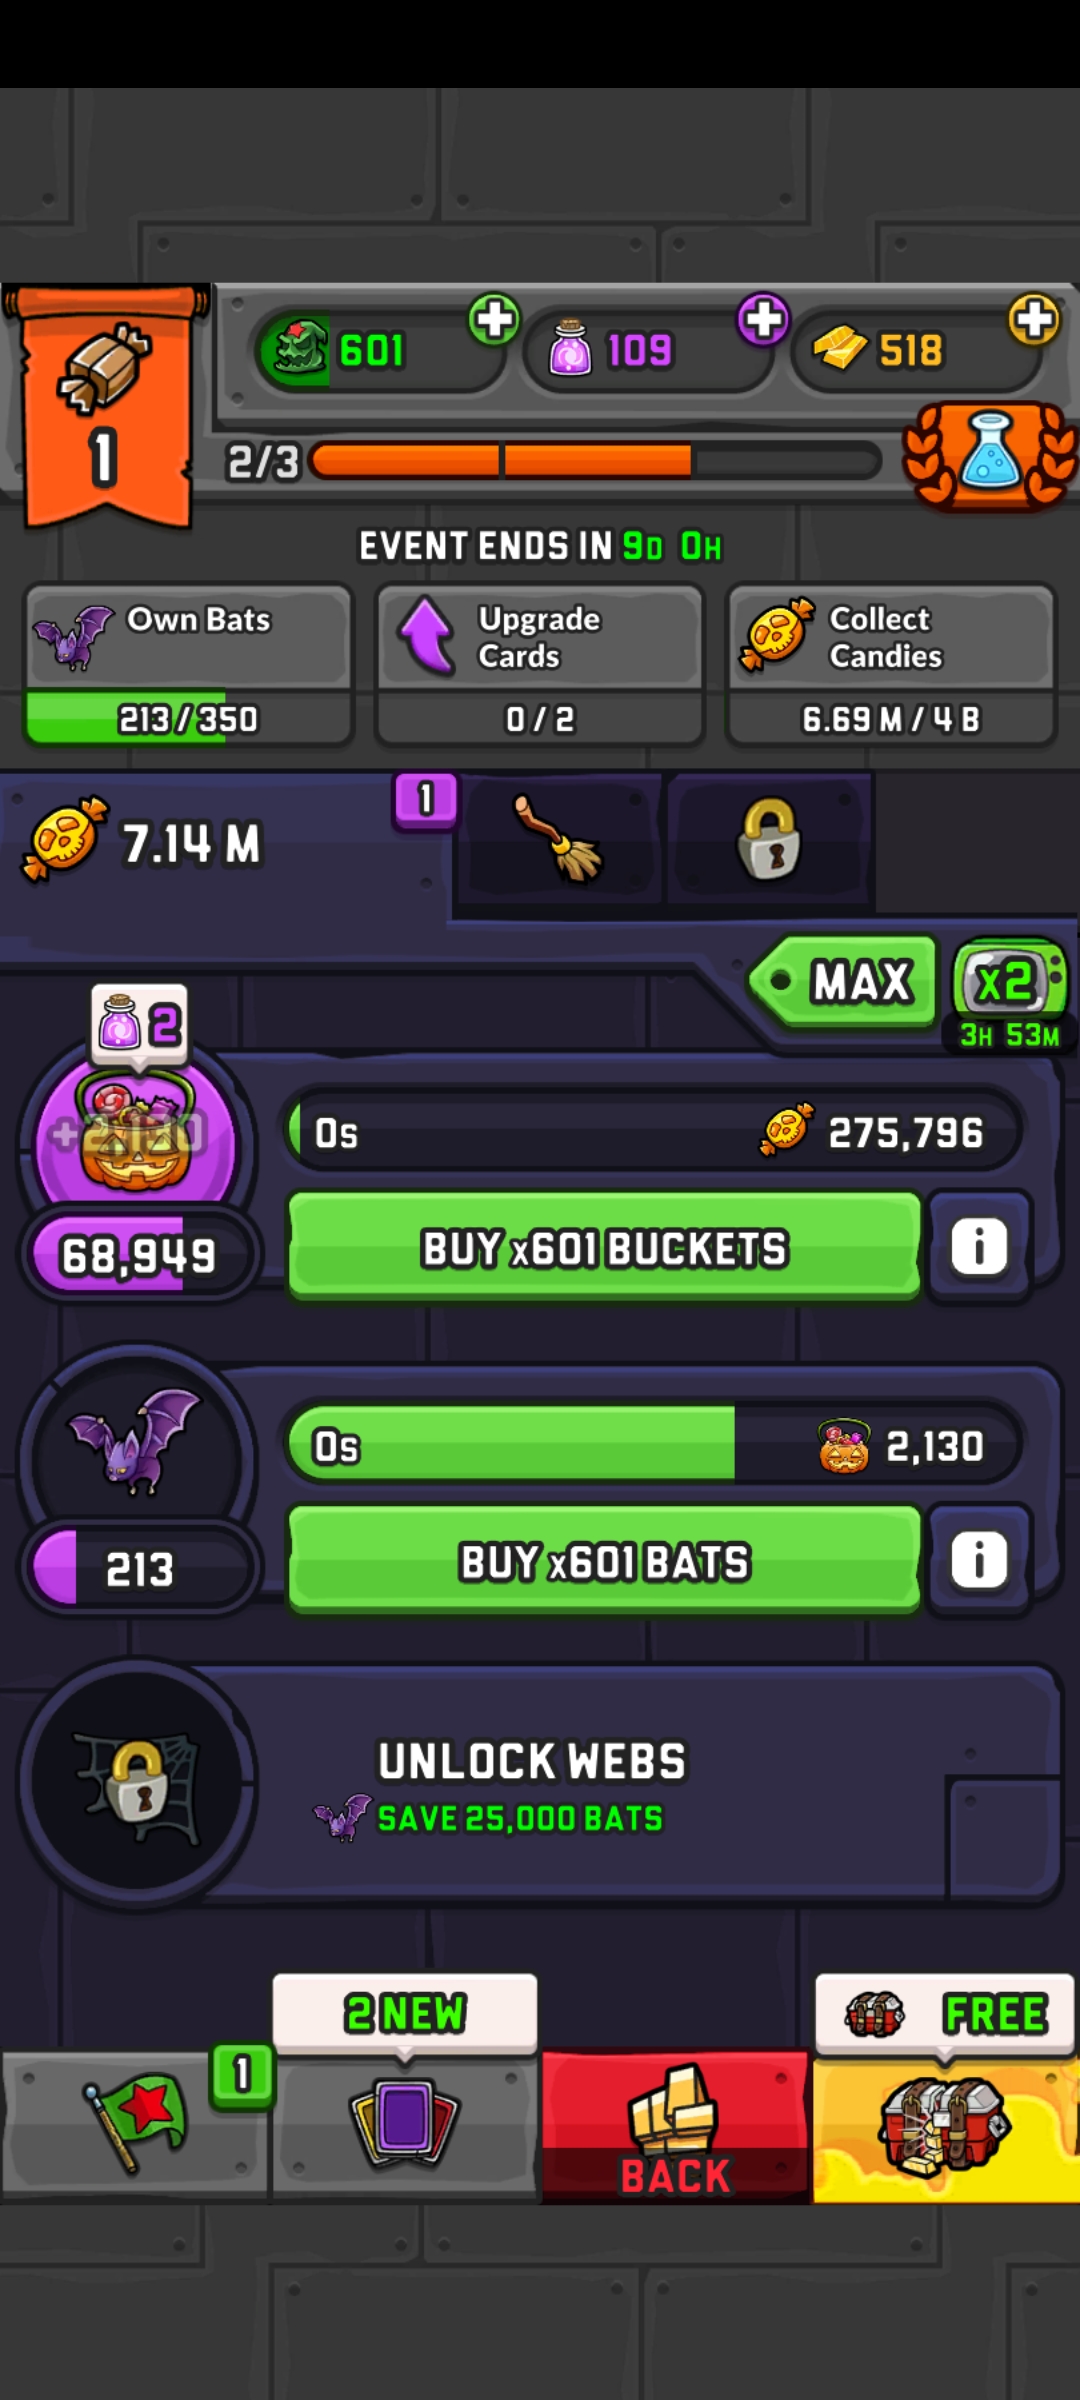 601
109
518
1
2/3
EVENT ENDS IN 9D 0H
Own Bats
213/350
Upgrade
Cards
0/2
Collect
Candies
6.69 M / 4 B
7.14 M
1
MAX
x2
3H 53M
2
+2,130
0s
275,796
68,949
BUY x601 BUCKETS
i
0s
2,130
213
BUY x601 BATS
i
UNLOCK WEBS
SAVE 25,000 BATS
2 NEW
FREE
1
BACK